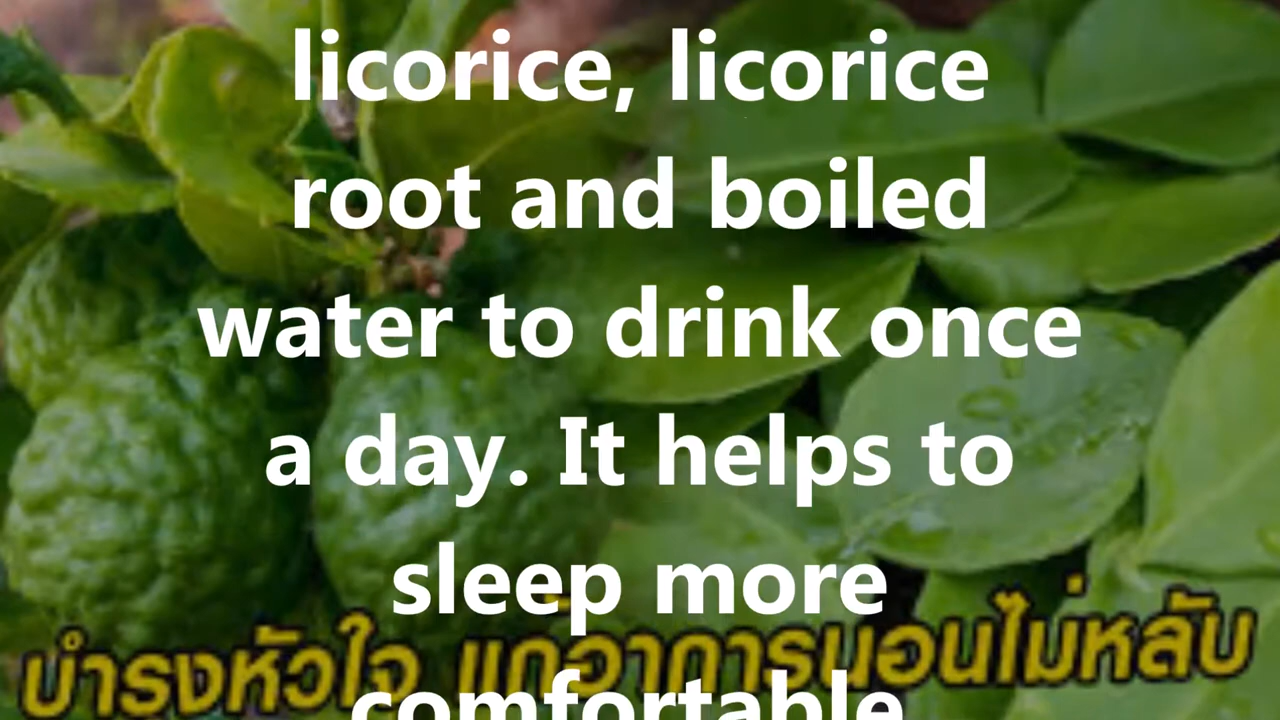 licorice, licorice
root and boiled
water to drink once
a day. It helps to
sleep more
บำรุงหัวใจ แก้อาการนอนไม่หลับ
comfortable